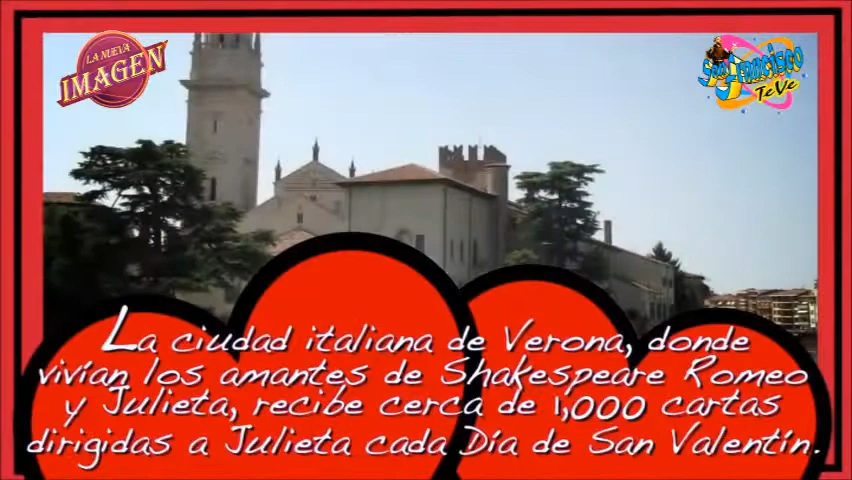 LA NUEVA
IMAGEN
San Francisco
TeVe
La ciudad italiana de Verona, donde
vivían los amantes de Shakespeare Romeo
y Julieta, recibe cerca de 1,000 cartas
dirigidas a Julieta cada Día de San Valentín.